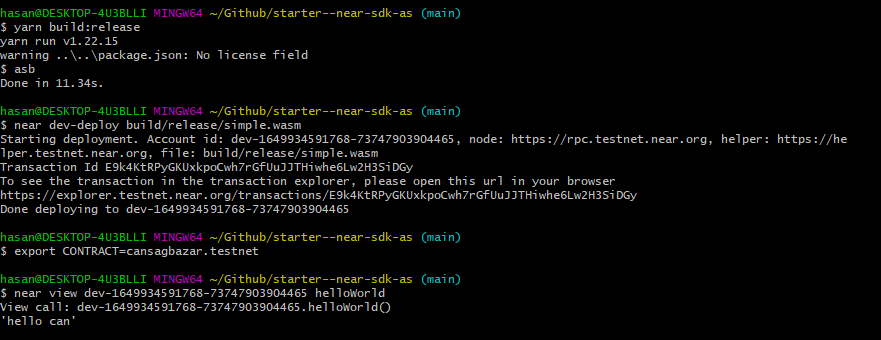 hasan@DESKTOP-4U3BLLI MINGW64 ~/Github/starter--near-sdk-as (main)
$ yarn build:release
yarn run v1.22.15
warning ..\..\package.json: No license field
$ asb
Done in 11.34s.
hasan@DESKTOP-4U3BLLI MINGW64 ~/Github/starter--near-sdk-as (main)
$ near dev-deploy build/release/simple.wasm
Starting deployment. Account id: dev-1649934591768-73747903904465, node: https://rpc.testnet.near.org, helper: https://he
lper.testnet.near.org, file: build/release/simple.wasm
Transaction Id E9k4KtRPyGKUxkpoCwh7rGfUuJJTHiwhe6Lw2H3SiDGy
To see the transaction in the transaction explorer, please open this url in your browser
https://explorer.testnet.near.org/transactions/E9k4KtRPyGKUxkpoCwh7rGfUuJJTHiwhe6Lw2H3SiDGy
Done deploying to dev-1649934591768-73747903904465
hasan@DESKTOP-4U3BLLI MINGW64 ~/Github/starter--near-sdk-as (main)
$ export CONTRACT=cansagbazar.testnet
hasan@DESKTOP-4U3BLLI MINGW64 ~/Github/starter--near-sdk-as (main)
$ near view dev-1649934591768-73747903904465 helloWorld
View call: dev-1649934591768-73747903904465.helloWorld()
'hello can'